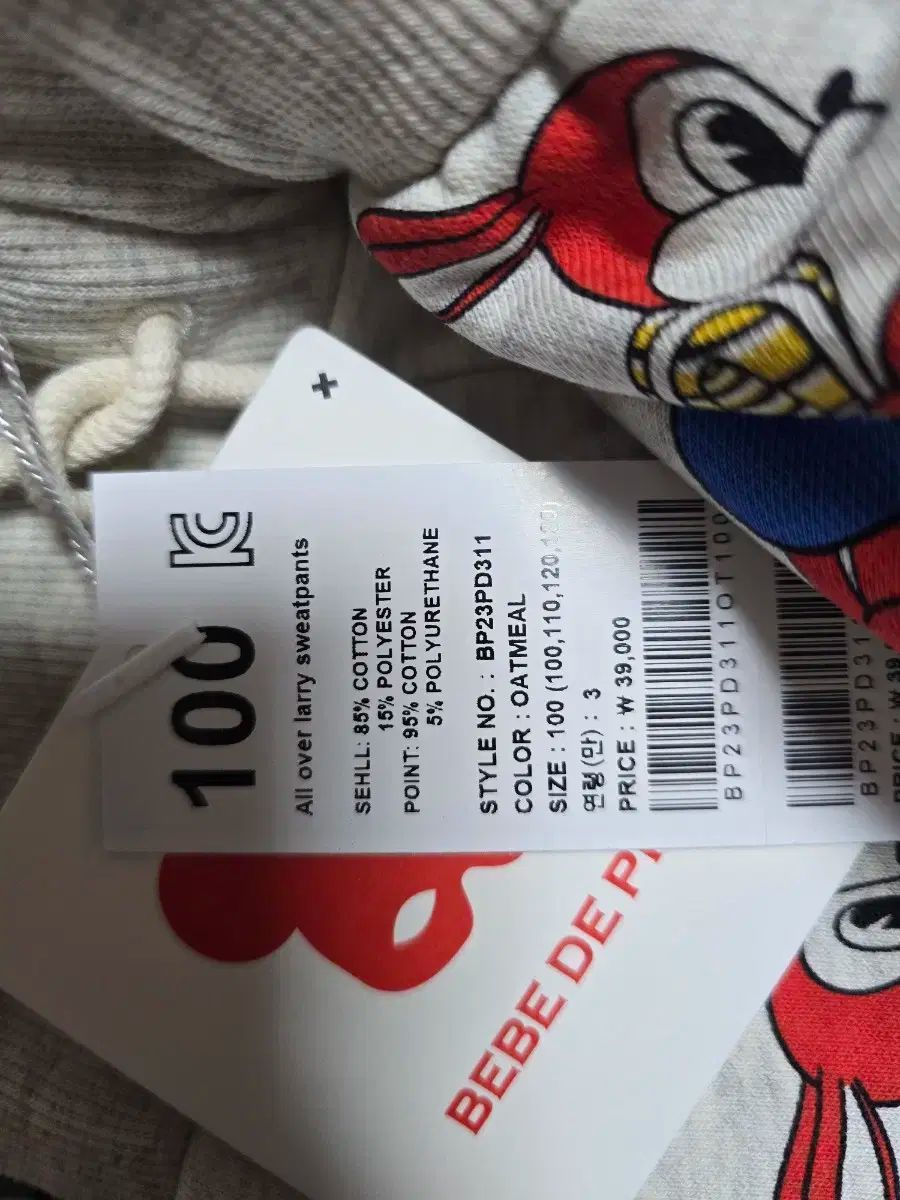 100
All over larry sweatpants
SEHLL: 85% COTTON
15% POLYESTER
POINT: 95% COTTON
5% POLYURETHANE
STYLE NO. : BP23PD311
COLOR : OATMEAL
SIZE : 100 (100,110,120,130)
연령(만) : 3
PRICE : ₩ 39,000
BP23PD311OT100
BP23PD31
BEBE DE